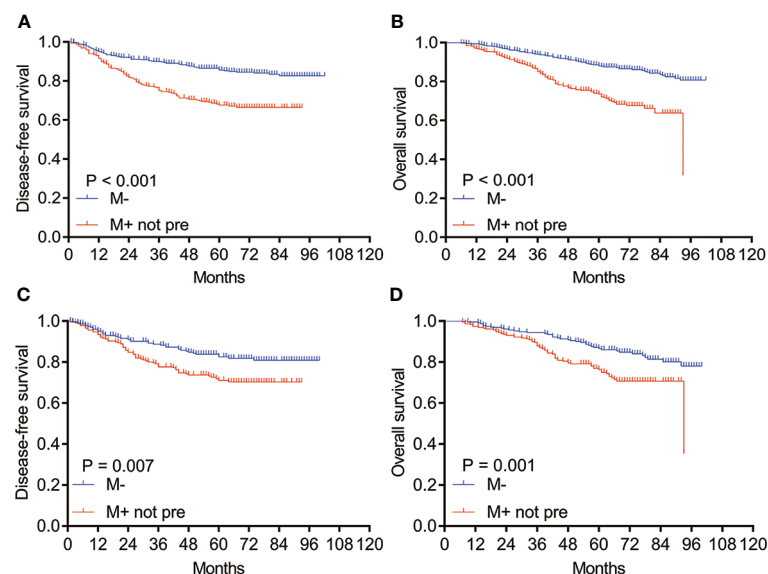 A
Disease-free survival
1.0
0.8
0.6
0.4
0.2
0.0
P < 0.001
M-
M+ not pre
0 12 24 36 48 60 72 84 96 108 120
Months
B
Overall survival
1.0
0.8
0.6
0.4
0.2
0.0
P < 0.001
M-
M+ not pre
0 12 24 36 48 60 72 84 96 108 120
Months
C
Disease-free survival
1.0
0.8
0.6
0.4
0.2
0.0
P = 0.007
M-
M+ not pre
0 12 24 36 48 60 72 84 96 108 120
Months
D
Overall survival
1.0
0.8
0.6
0.4
0.2
0.0
P = 0.001
M-
M+ not pre
0 12 24 36 48 60 72 84 96 108 120
Months